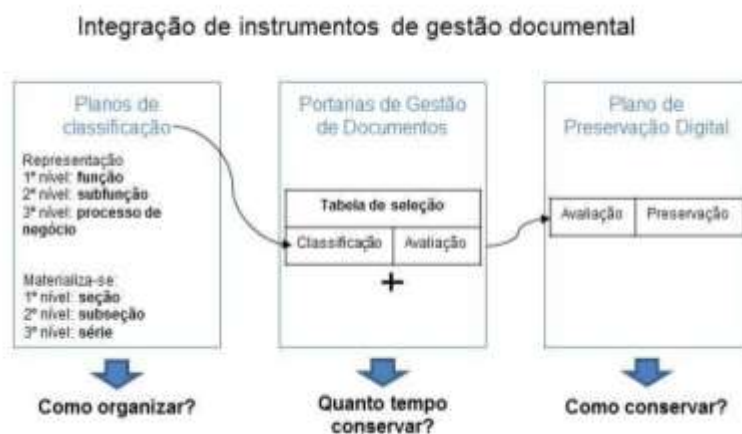 Integração de instrumentos de gestão documental
Planos de
classificação
Representação
1º nível: função
2º nível: subfunção
3º nível: processo de
negócio
Materializa-se:
1º nível: seção
2º nível: subseção
3º nível: série
Como organizar?
Portarias de Gestão
de Documentos
Tabela de seleção
Classificação Avaliação
+
Quanto tempo
conservar?
Plano de
Preservação Digital
Avaliação Preservação
Como conservar?